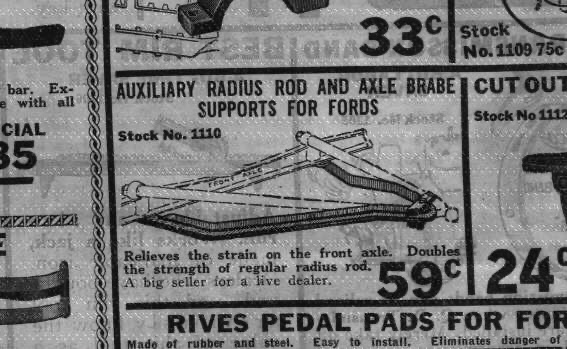 33¢
Stock
No. 1109 75c
bar. Ex-
e with all
CIAL
35
AUXILIARY RADIUS ROD AND AXLE BRABE
SUPPORTS FOR FORDS
Stock No. 1110
FRONT AXLE
Relieves the strain on the front axle. Doubles
the strength of regular radius rod.
A big seller for a live dealer.
59¢
CUT OUT
Stock No. 1112
24¢
RIVES PEDAL PADS FOR FOR
Made of rubber and steel. Easy to install. Eliminates danger of